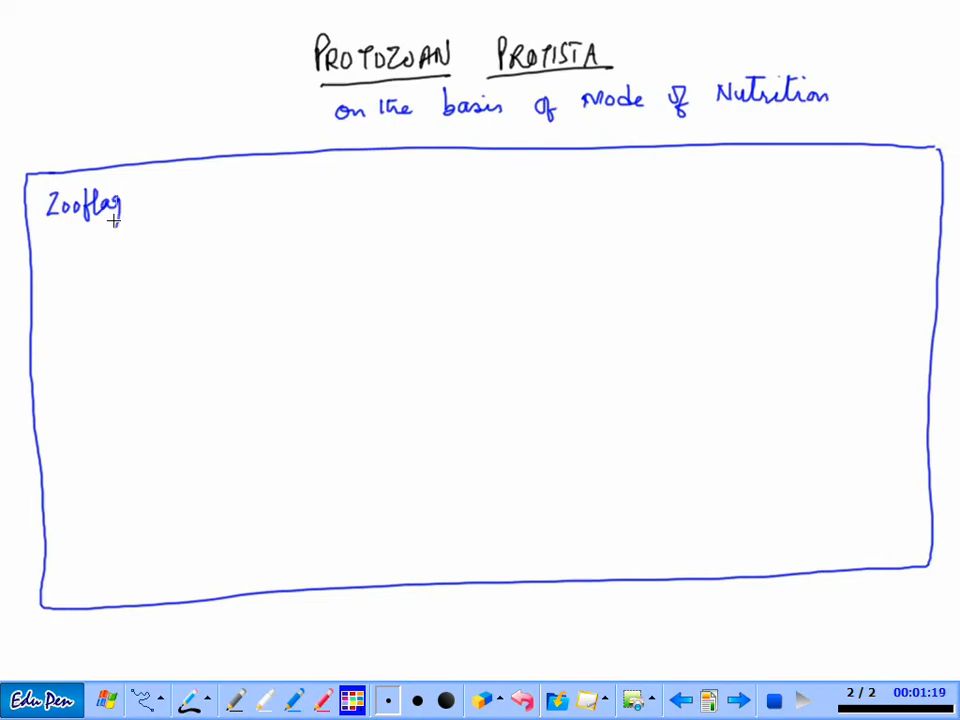 PROTOZOAN PROTISTA
on the basis of Mode of Nutrition
Zooflag
Edu Pen
2 / 2
00:01:19